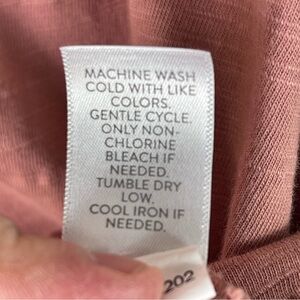 MACHINE WASH
COLD WITH LIKE
COLORS.
GENTLE CYCLE.
ONLY NON-
CHLORINE
BLEACH IF
NEEDED.
TUMBLE DRY
LOW.
COOL IRON IF
NEEDED.
202